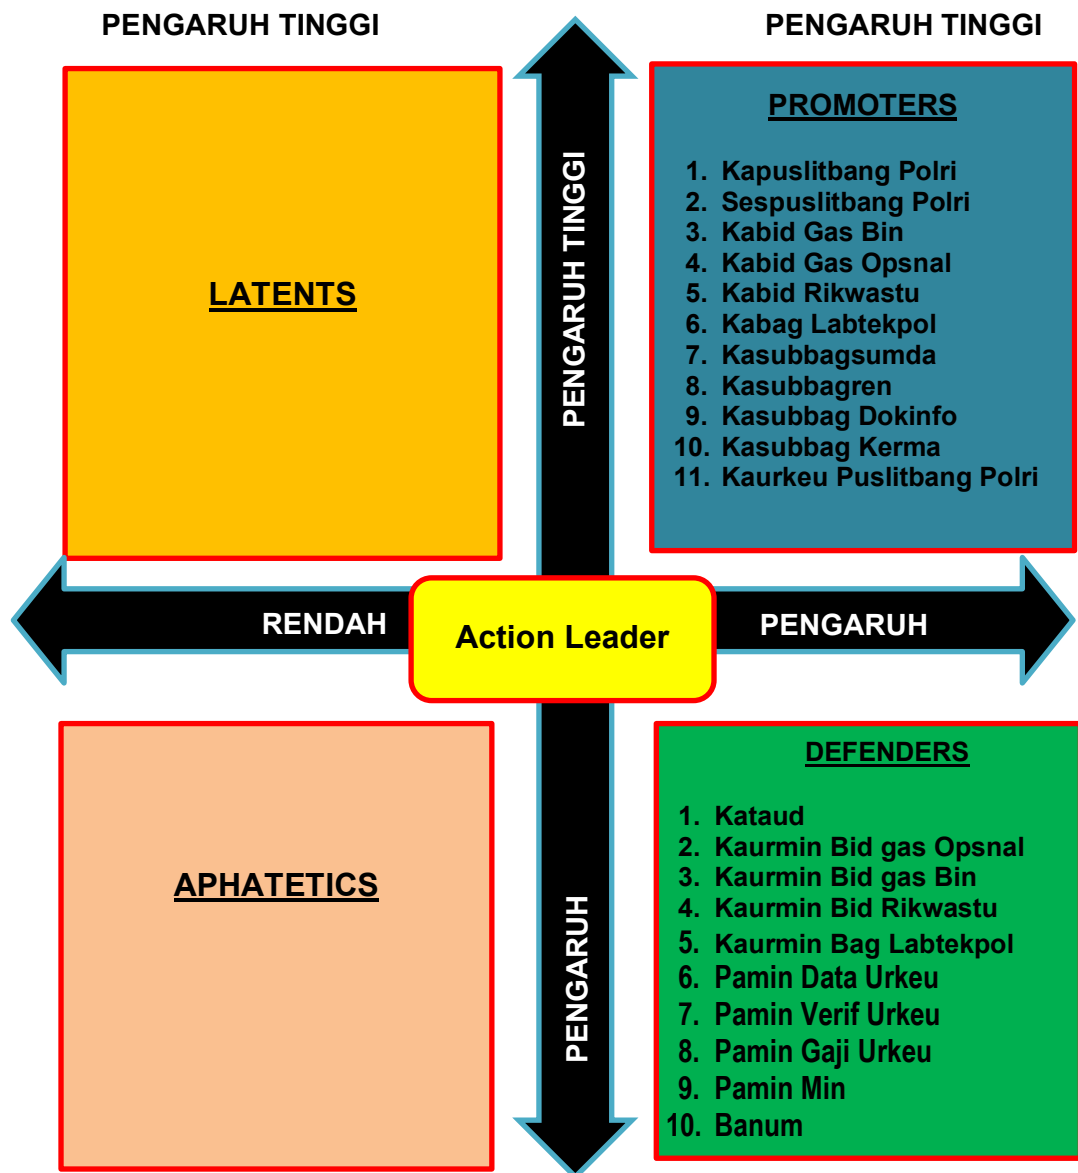 PENGARUH TINGGI
PENGARUH TINGGI
LATENTS
PENGARUH TINGGI
PROMOTERS
1. Kapuslitbang Polri
2. Sespuslitbang Polri
3. Kabid Gas Bin
4. Kabid Gas Opsnal
5. Kabid Rikwastu
6. Kabag Labtekpol
7. Kasubbagsumda
8. Kasubbagren
9. Kasubbag Dokinfo
10. Kasubbag Kerma
11. Kaurkeu Puslitbang Polri
RENDAH
Action Leader
PENGARUH
APHATETICS
PENGARUH
DEFENDERS
1. Kataud
2. Kaurmin Bid gas Opsnal
3. Kaurmin Bid gas Bin
4. Kaurmin Bid Rikwastu
5. Kaurmin Bag Labtekpol
6. Pamin Data Urkeu
7. Pamin Verif Urkeu
8. Pamin Gaji Urkeu
9. Pamin Min
10. Banum